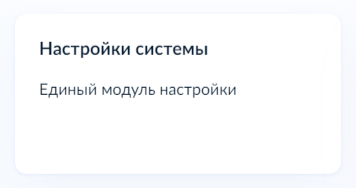 Настройки системы
Единый модуль настройки